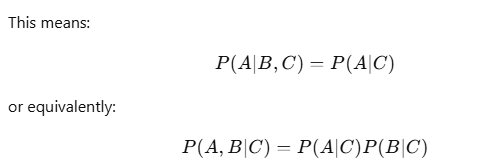 This means:
P(A|B, C) = P(A|C)
or equivalently:
P(A, B|C) = P(A|C)P(B|C)